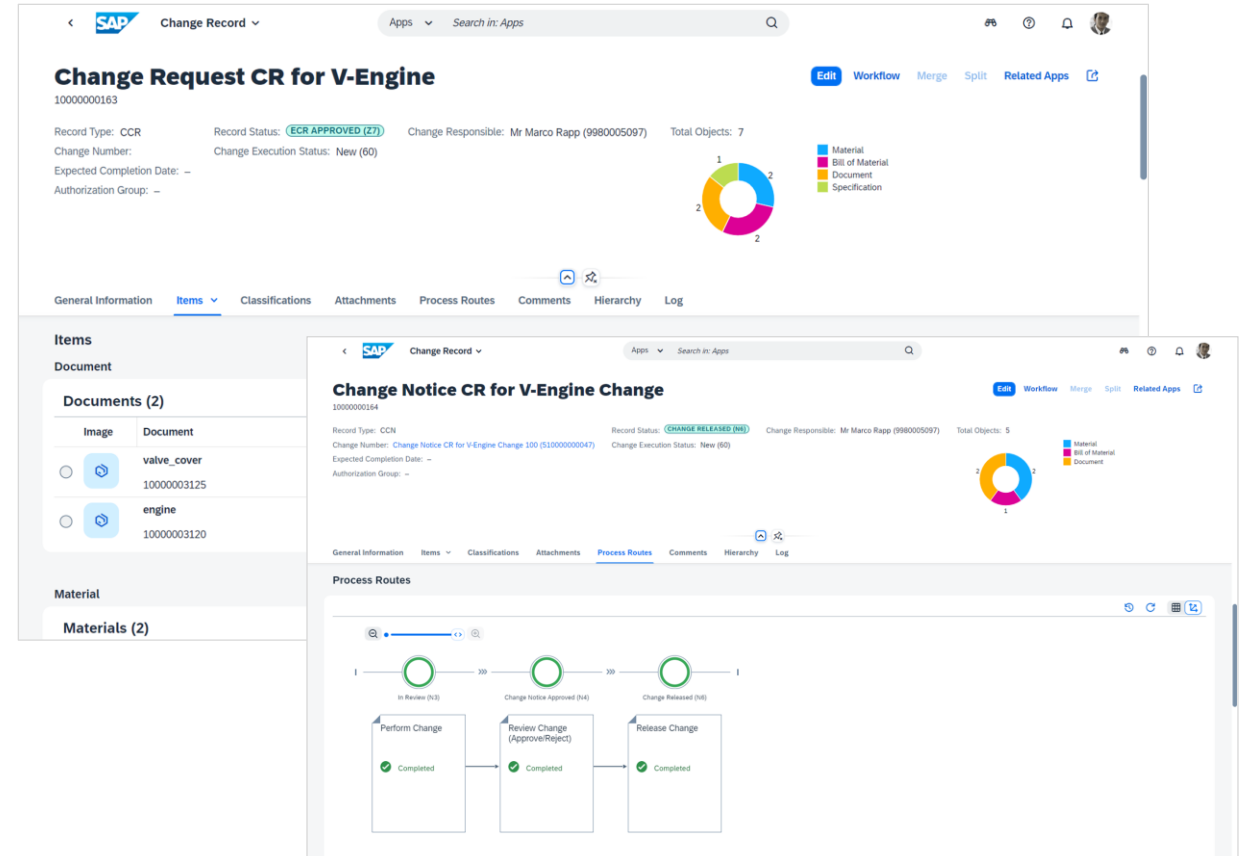 SAP
Change Record
Apps
Search in: Apps
Change Request CR for V-Engine
Edit Workflow Merge Split Related Apps
10000000163
Record Type: CCR Record Status: ECR APPROVED (Z7) Change Responsible: Mr Marco Rapp (9980005097) Total Objects: 7
Change Number: Change Execution Status: New (60)
Expected Completion Date: –
Authorization Group: –
1
2
2
2
Material
Bill of Material
Document
Specification
General Information Items Classifications Attachments Process Routes Comments Hierarchy Log
Items
Document
Documents (2)
Image Document
valve_cover
10000003125
engine
10000003120
Material
Materials (2)
SAP
Change Record
Apps
Search in: Apps
Change Notice CR for V-Engine Change
Edit Workflow Merge Split Related Apps
10000000164
Record Type: CCN Record Status: CHANGE RELEASED (N6) Change Responsible: Mr Marco Rapp (9980005097) Total Objects: 5
Change Number: Change Notice CR for V-Engine Change 100 (510000000047) Change Execution Status: New (60)
Expected Completion Date: –
Authorization Group: –
2
2
1
Material
Bill of Material
Document
General Information Items Classifications Attachments Process Routes Comments Hierarchy Log
Process Routes
In Review (N3) Change Notice Approved (N4) Change Released (N6)
Perform Change
Completed
Review Change
(Approve/Reject)
Completed
Release Change
Completed